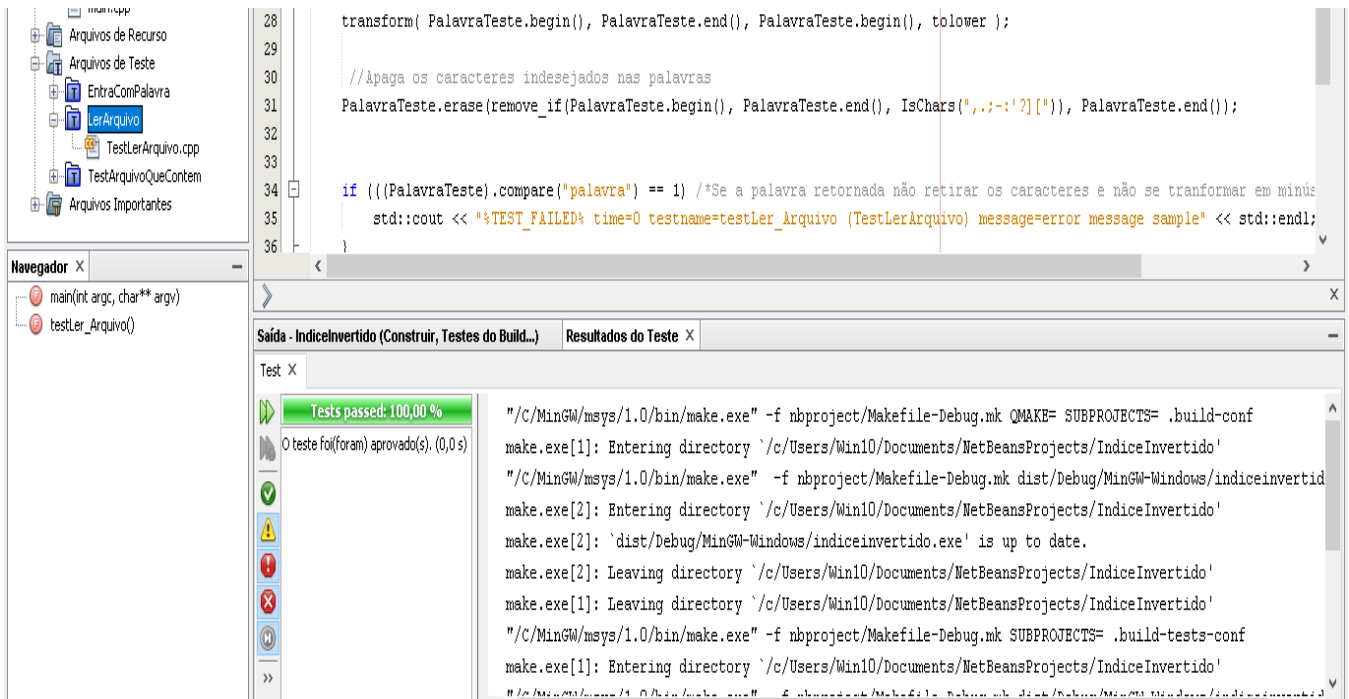 main.cpp
Arquivos de Recurso
Arquivos de Teste
EntraComPalavra
LerArquivo
TestLerArquivo.cpp
TestArquivoQueContem
Arquivos Importantes
Navegador X
main(int argc, char** argv)
testLer_Arquivo()
28 transform( PalavraTeste.begin(), PalavraTeste.end(), PalavraTeste.begin(), tolower );
29
30 //Apaga os caracteres indesejados nas palavras
31 PalavraTeste.erase(remove_if(PalavraTeste.begin(), PalavraTeste.end(), IsChars(",.;-:'?][")), PalavraTeste.end());
32
33
34 if (((PalavraTeste).compare("palavra") == 1) /*Se a palavra retornada não retirar os caracteres e não se tranformar em minús
35 std::cout << "%TEST_FAILED% time=0 testname=testLer_Arquivo (TestLerArquivo) message=error message sample" << std::endl;
36 }
Saída - IndiceInvertido (Construir, Testes do Build...) Resultados do Teste X
Test X
Tests passed: 100,00 %
O teste foi(foram) aprovado(s). (0,0 s)
"/C/MinGW/msys/1.0/bin/make.exe" -f nbproject/Makefile-Debug.mk QMAKE= SUBPROJECTS= .build-conf
make.exe[1]: Entering directory `/c/Users/Win10/Documents/NetBeansProjects/IndiceInvertido'
"/C/MinGW/msys/1.0/bin/make.exe"  -f nbproject/Makefile-Debug.mk dist/Debug/MinGW-Windows/indiceinvertid
make.exe[2]: Entering directory `/c/Users/Win10/Documents/NetBeansProjects/IndiceInvertido'
make.exe[2]: `dist/Debug/MinGW-Windows/indiceinvertido.exe' is up to date.
make.exe[2]: Leaving directory `/c/Users/Win10/Documents/NetBeansProjects/IndiceInvertido'
make.exe[1]: Leaving directory `/c/Users/Win10/Documents/NetBeansProjects/IndiceInvertido'
"/C/MinGW/msys/1.0/bin/make.exe" -f nbproject/Makefile-Debug.mk SUBPROJECTS= .build-tests-conf
make.exe[1]: Entering directory `/c/Users/Win10/Documents/NetBeansProjects/IndiceInvertido'